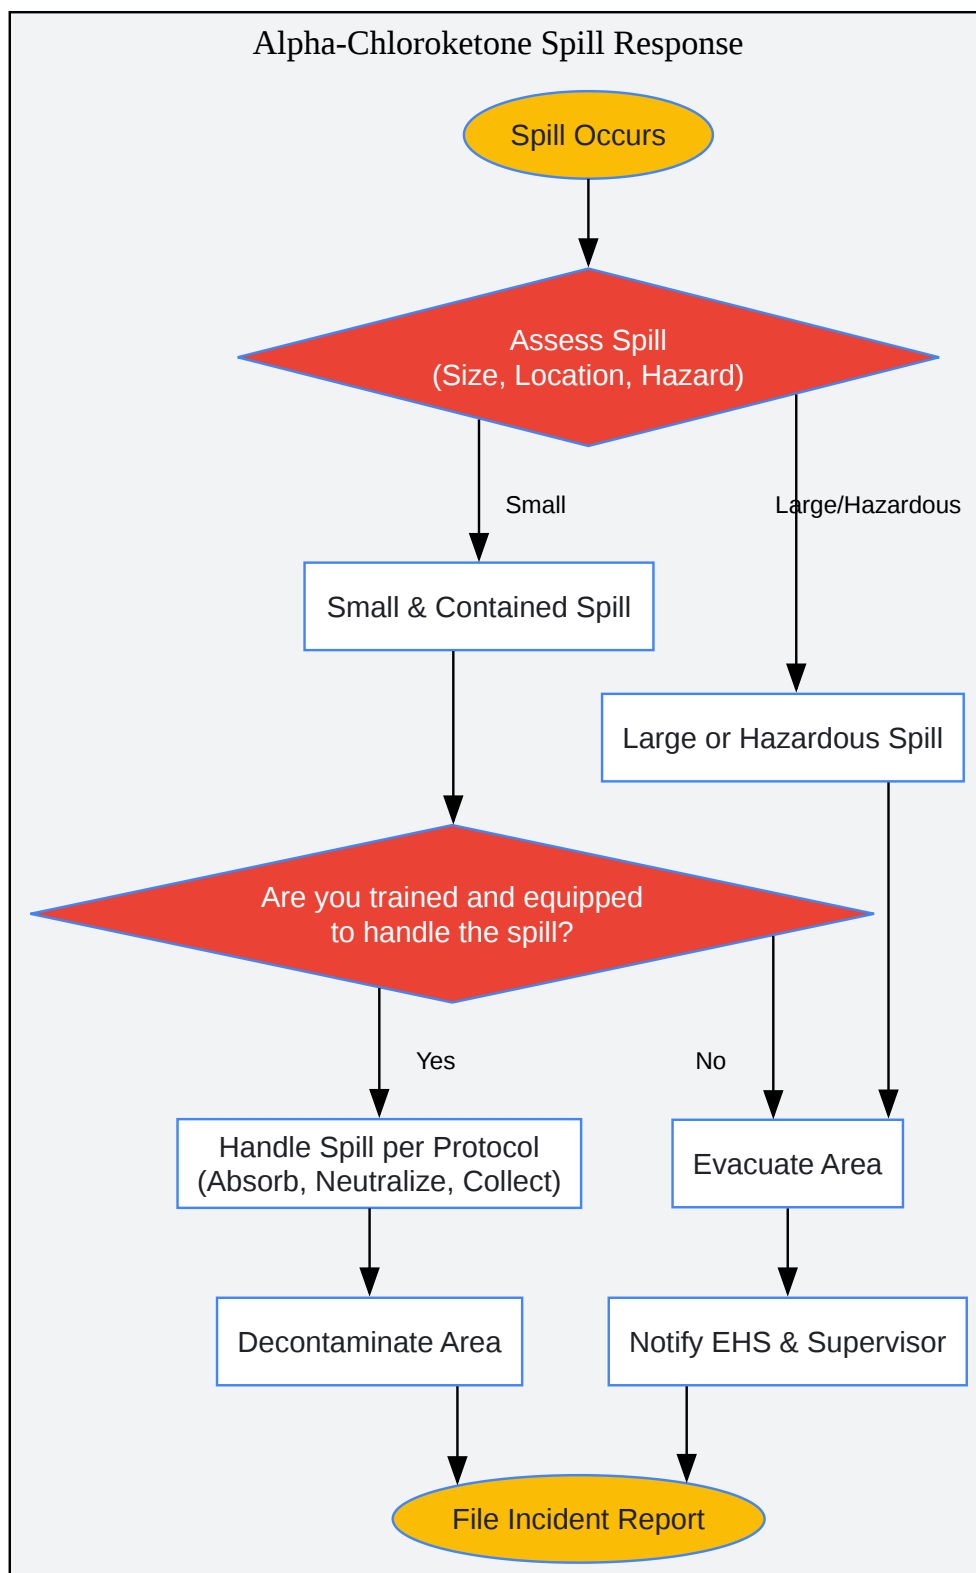 Alpha-Chloroketone Spill Response
Spill Occurs
Assess Spill
(Size, Location, Hazard)
Small
Large/Hazardous
Small & Contained Spill
Large or Hazardous Spill
Are you trained and equipped
to handle the spill?
Yes
No
Handle Spill per Protocol
(Absorb, Neutralize, Collect)
Evacuate Area
Decontaminate Area
Notify EHS & Supervisor
File Incident Report